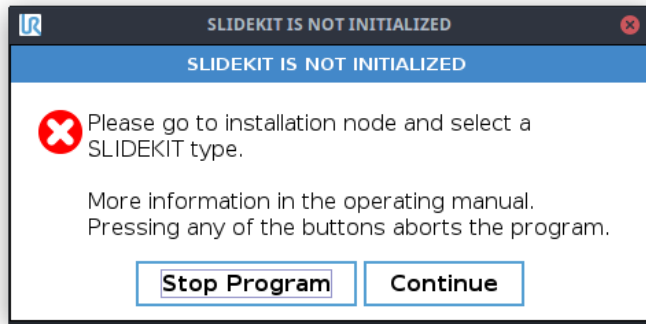 UR
SLIDEKIT IS NOT INITIALIZED
SLIDEKIT IS NOT INITIALIZED
Please go to installation node and select a
SLIDEKIT type.
More information in the operating manual.
Pressing any of the buttons aborts the program.
Stop Program
Continue